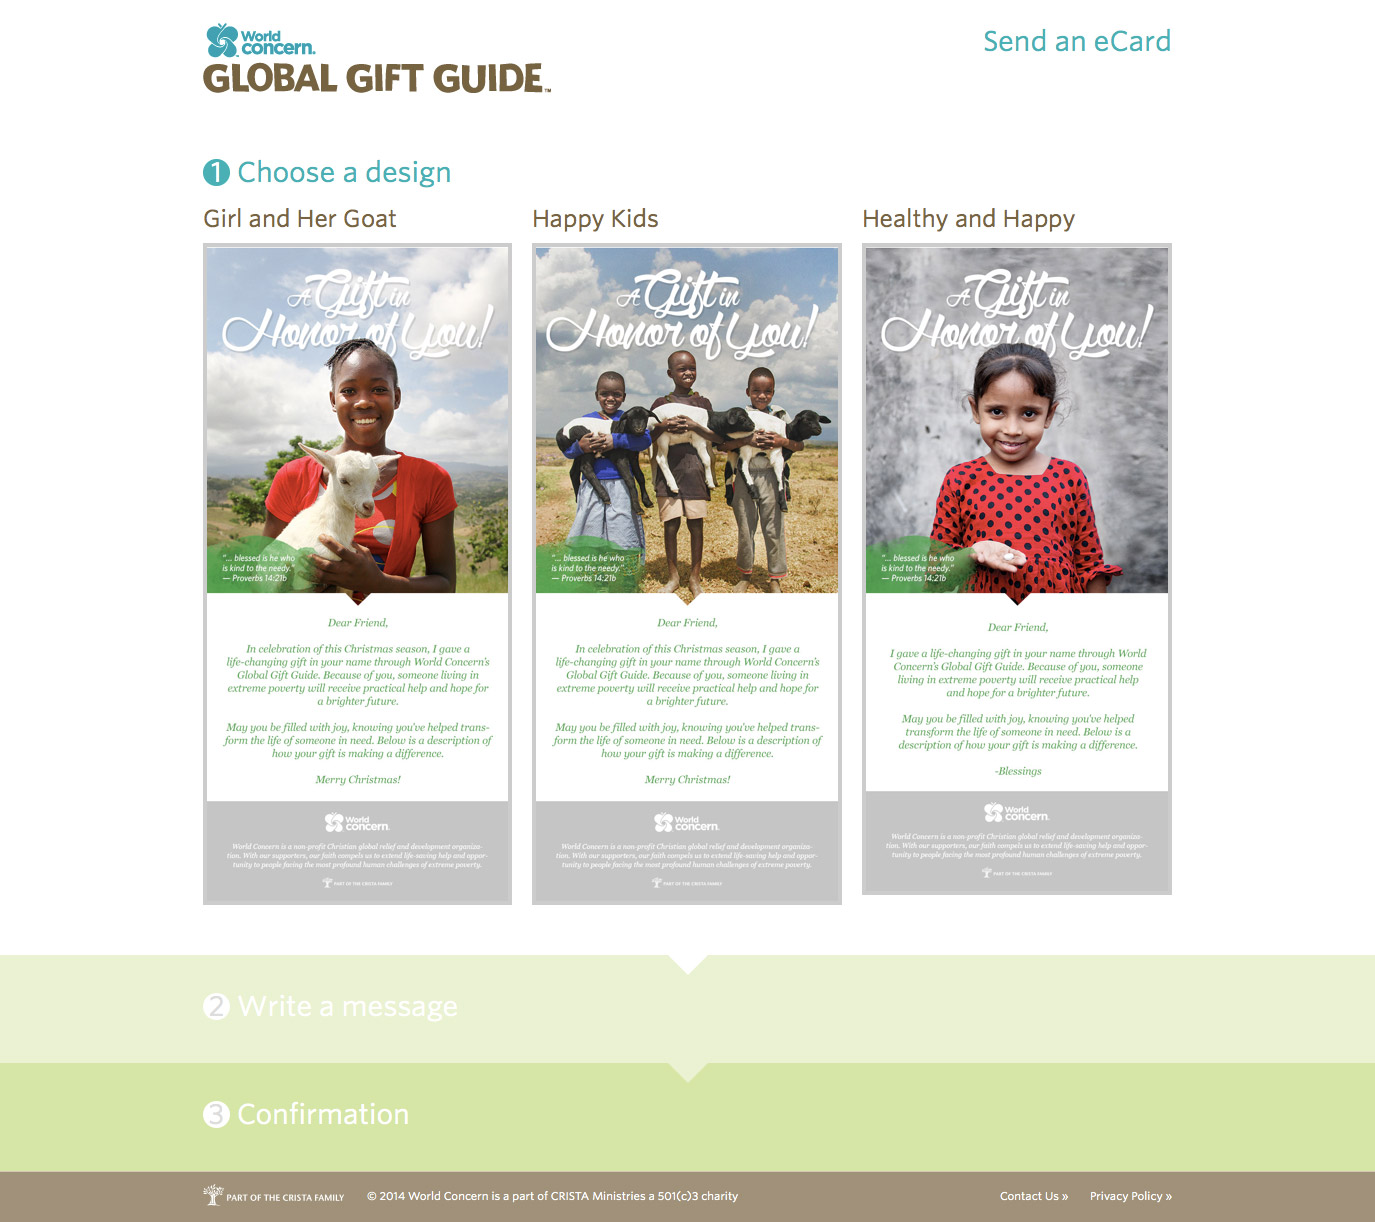 World
concern.
GLOBAL GIFT GUIDE™
Send an eCard
1 Choose a design
Girl and Her Goat
A Gift in
Honor of You!
"... blessed is he who
is kind to the needy."
— Proverbs 14:21b
Dear Friend,
In celebration of this Christmas season, I gave a
life-changing gift in your name through World Concern's
Global Gift Guide. Because of you, someone living in
extreme poverty will receive practical help and hope for
a brighter future.
May you be filled with joy, knowing you've helped trans-
form the life of someone in need. Below is a description of
how your gift is making a difference.
Merry Christmas!
World
concern.
World Concern is a non-profit Christian global relief and development organiza-
tion. With our supporters, our faith compels us to extend life-saving help and oppor-
tunity to people facing the most profound human challenges of extreme poverty.
PART OF THE CRISTA FAMILY
Happy Kids
A Gift in
Honor of You!
"... blessed is he who
is kind to the needy."
— Proverbs 14:21b
Dear Friend,
In celebration of this Christmas season, I gave a
life-changing gift in your name through World Concern's
Global Gift Guide. Because of you, someone living in
extreme poverty will receive practical help and hope for
a brighter future.
May you be filled with joy, knowing you've helped trans-
form the life of someone in need. Below is a description of
how your gift is making a difference.
Merry Christmas!
World
concern.
World Concern is a non-profit Christian global relief and development organiza-
tion. With our supporters, our faith compels us to extend life-saving help and oppor-
tunity to people facing the most profound human challenges of extreme poverty.
PART OF THE CRISTA FAMILY
Healthy and Happy
A Gift in
Honor of You!
"... blessed is he who
is kind to the needy."
— Proverbs 14:21b
Dear Friend,
I gave a life-changing gift in your name through World
Concern's Global Gift Guide. Because of you, someone
living in extreme poverty will receive practical help
and hope for a brighter future.
May you be filled with joy, knowing you've helped
transform the life of someone in need. Below is a
description of how your gift is making a difference.
-Blessings
World
concern.
World Concern is a non-profit Christian global relief and development organiza-
tion. With our supporters, our faith compels us to extend life-saving help and oppor-
tunity to people facing the most profound human challenges of extreme poverty.
PART OF THE CRISTA FAMILY
2 Write a message
3 Confirmation
PART OF THE CRISTA FAMILY
© 2014 World Concern is a part of CRISTA Ministries a 501(c)3 charity
Contact Us »
Privacy Policy »